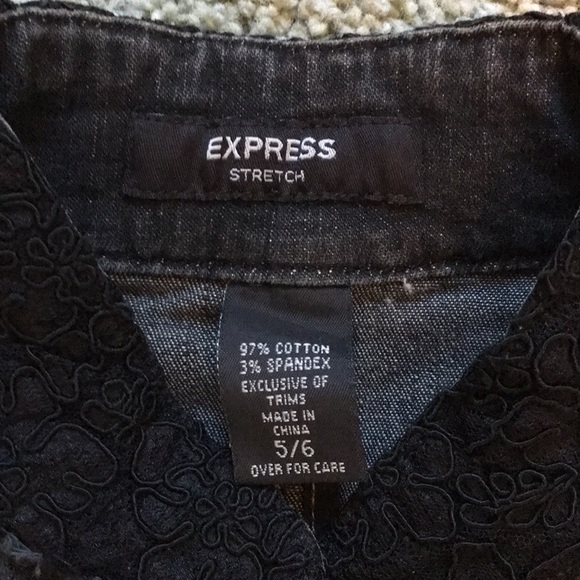 EXPRESS
STRETCH
97% COTTON
3% SPANDEX
EXCLUSIVE OF
TRIMS
MADE IN
CHINA
5/6
OVER FOR CARE